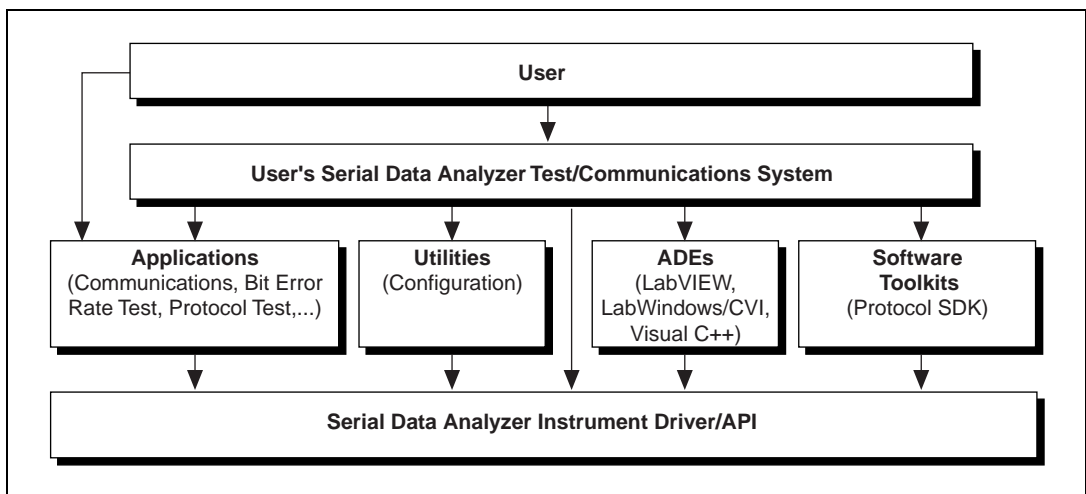 User
User's Serial Data Analyzer Test/Communications System
Applications
(Communications, Bit Error
Rate Test, Protocol Test,...)
Utilities
(Configuration)
ADEs
(LabVIEW,
LabWindows/CVI,
Visual C++)
Software
Toolkits
(Protocol SDK)
Serial Data Analyzer Instrument Driver/API